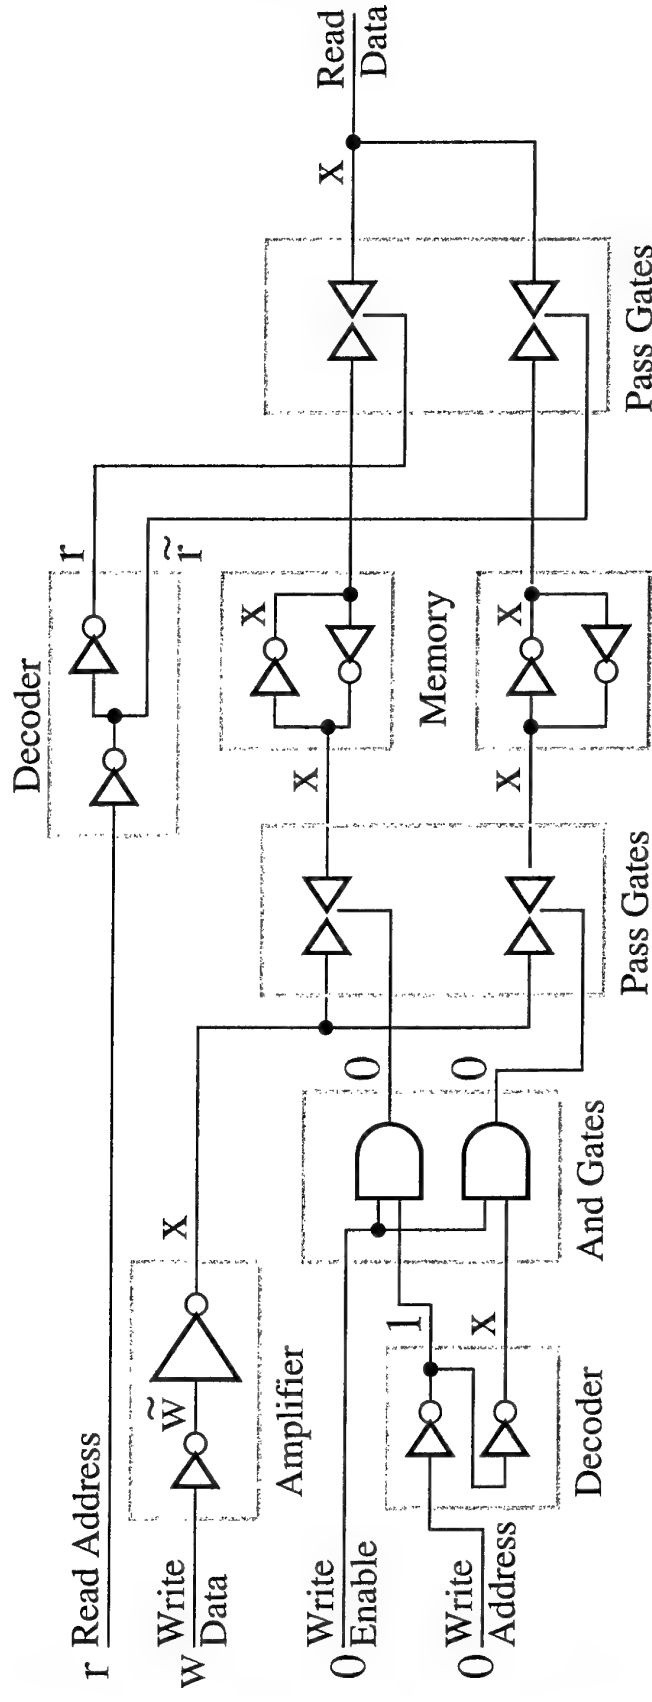 r Read Address
Decoder
r
r̃
w Write
Data
w̃
Amplifier
X
0 Write
Enable
0 Write
Address
Decoder
1
X
And Gates
0
0
Pass Gates
X
X
X
Memory
X
Pass Gates
X
Read
Data